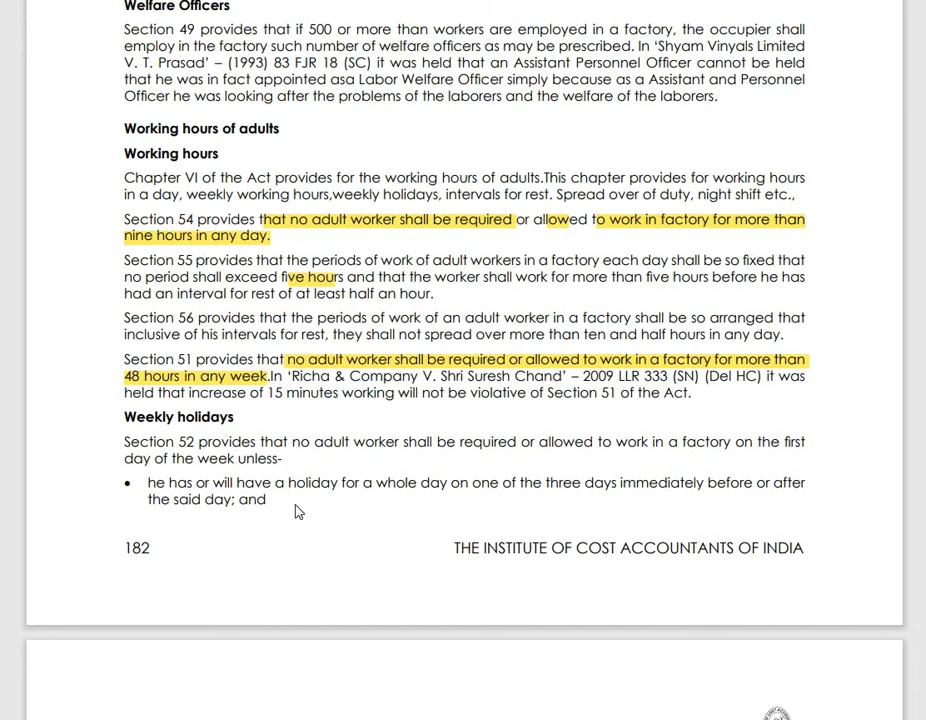 Welfare Officers
Section 49 provides that if 500 or more than workers are employed in a factory, the occupier shall
employ in the factory such number of welfare officers as may be prescribed. In ‘Shyam Vinyals Limited
V. T. Prasad’ – (1993) 83 FJR 18 (SC) it was held that an Assistant Personnel Officer cannot be held
that he was in fact appointed asa Labor Welfare Officer simply because as a Assistant and Personnel
Officer he was looking after the problems of the laborers and the welfare of the laborers.
Working hours of adults
Working hours
Chapter VI of the Act provides for the working hours of adults.This chapter provides for working hours
in a day, weekly working hours,weekly holidays, intervals for rest. Spread over of duty, night shift etc.,
Section 54 provides that no adult worker shall be required or allowed to work in factory for more than
nine hours in any day.
Section 55 provides that the periods of work of adult workers in a factory each day shall be so fixed that
no period shall exceed five hours and that the worker shall work for more than five hours before he has
had an interval for rest of at least half an hour.
Section 56 provides that the periods of work of an adult worker in a factory shall be so arranged that
inclusive of his intervals for rest, they shall not spread over more than ten and half hours in any day.
Section 51 provides that no adult worker shall be required or allowed to work in a factory for more than
48 hours in any week.In ‘Richa & Company V. Shri Suresh Chand’ – 2009 LLR 333 (SN) (Del HC) it was
held that increase of 15 minutes working will not be violative of Section 51 of the Act.
Weekly holidays
Section 52 provides that no adult worker shall be required or allowed to work in a factory on the first
day of the week unless-
• he has or will have a holiday for a whole day on one of the three days immediately before or after
the said day; and
182
THE INSTITUTE OF COST ACCOUNTANTS OF INDIA